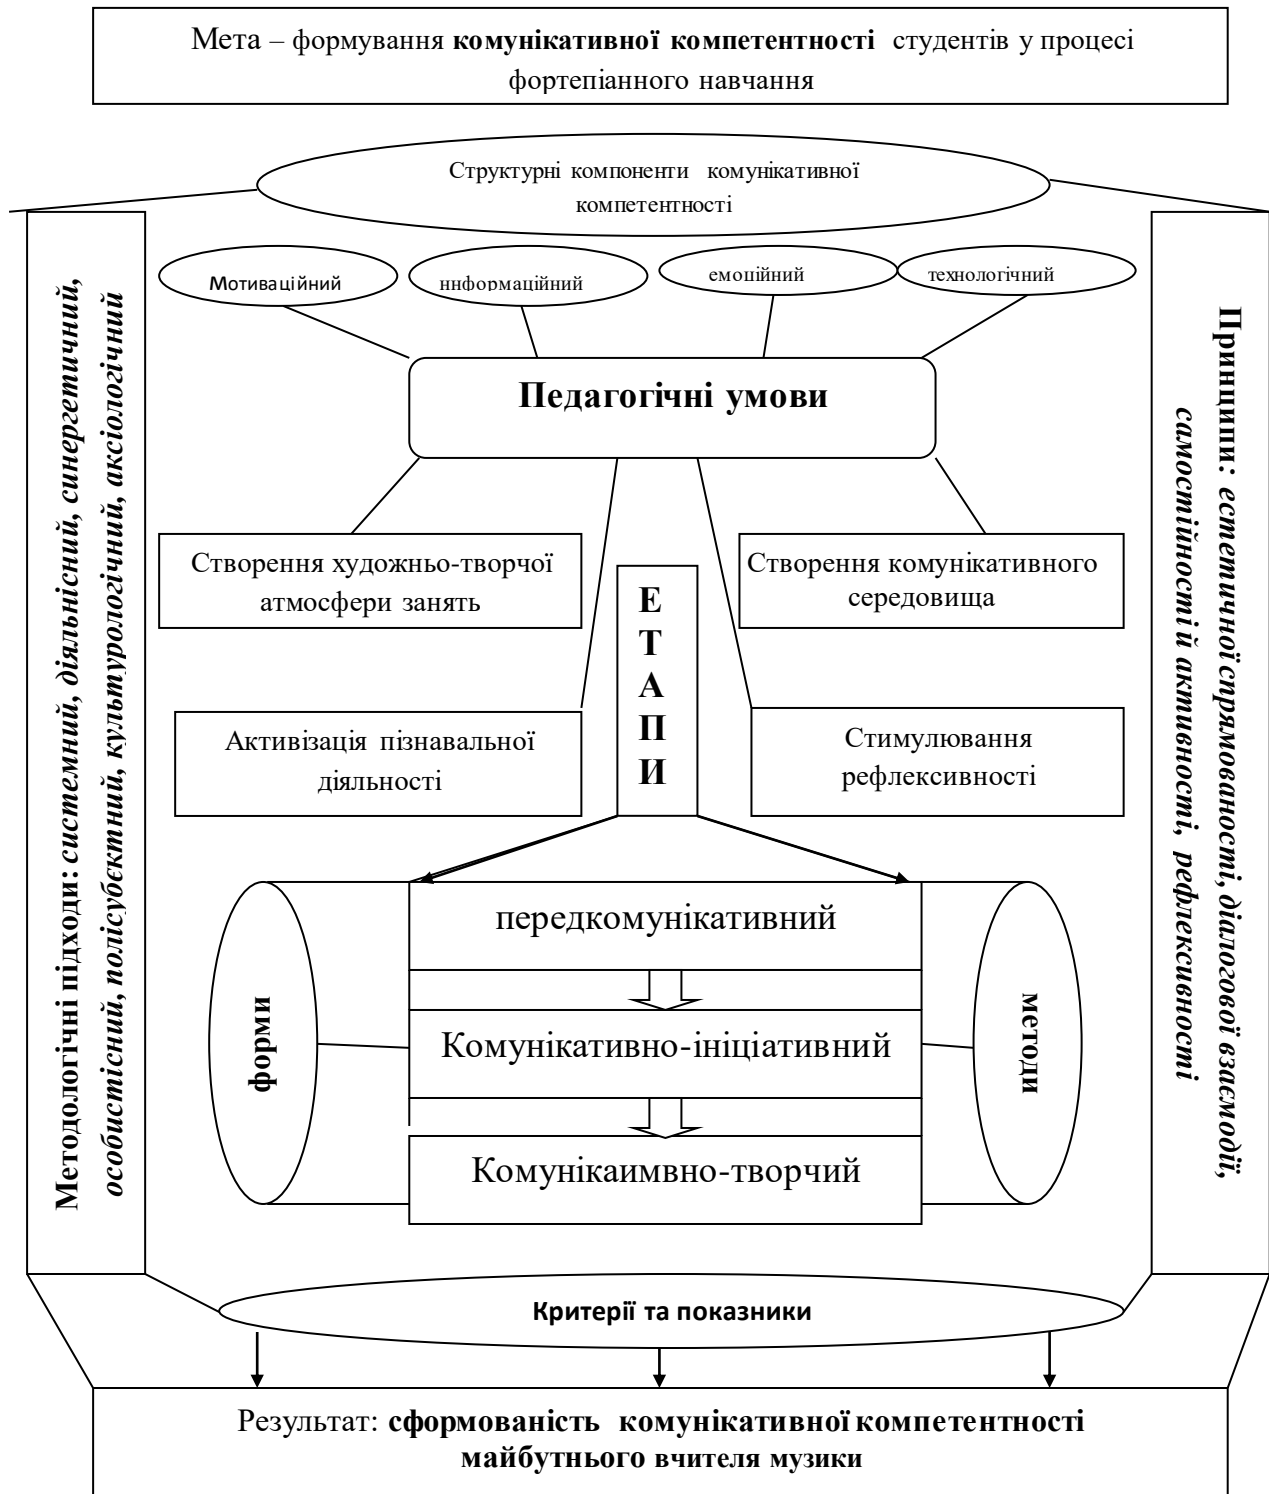 Мета – формування комунікативної компетентності студентів у процесі
фортепіанного навчання
Структурні компоненти комунікативної
компетентності
Мотиваційний
ннформаційний
емоційний
технологічний
Методологічні підходи: системний, діяльнісний, синергетичний,
особистісний, полісубєктний, культурологічний, аксіологічний
Принципи: естетичної спрямованості, діалогової взаємодії,
самостійності й активності, рефлексивності
Педагогічні умови
Створення художньо-творчої
атмосфери занять
Створення комунікативного
середовища
Е
Т
А
П
И
Активізація пізнавальної
діяльності
Стимулювання
рефлексивності
форми
передкомунікативний
Комунікативно-ініціативний
Комунікаимвно-творчий
методи
Критерії та показники
Результат: сформованість комунікативної компетентності
майбутнього вчителя музики